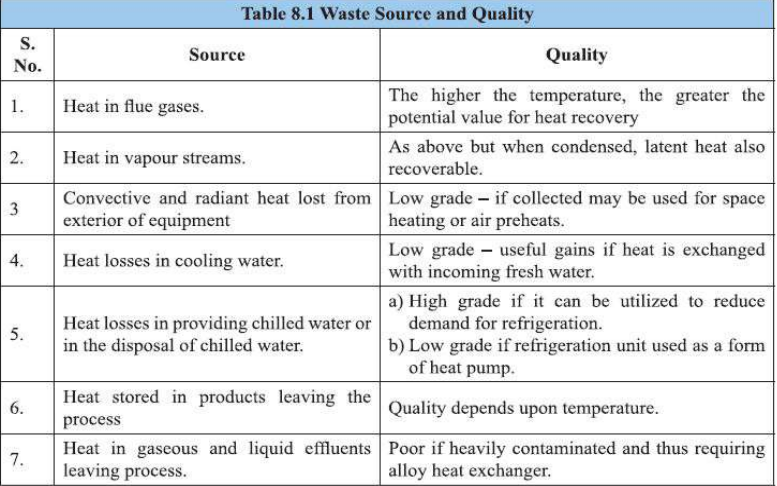 Table 8.1 Waste Source and Quality
S. No.
Source
Quality
1.
Heat in flue gases.
The higher the temperature, the greater the
potential value for heat recovery
2.
Heat in vapour streams.
As above but when condensed, latent heat also
recoverable.
3
Convective and radiant heat lost from
exterior of equipment
Low grade – if collected may be used for space
heating or air preheats.
4.
Heat losses in cooling water.
Low grade – useful gains if heat is exchanged
with incoming fresh water.
5.
Heat losses in providing chilled water or
in the disposal of chilled water.
a) High grade if it can be utilized to reduce
demand for refrigeration.
b) Low grade if refrigeration unit used as a form
of heat pump.
6.
Heat stored in products leaving the
process
Quality depends upon temperature.
7.
Heat in gaseous and liquid effluents
leaving process.
Poor if heavily contaminated and thus requiring
alloy heat exchanger.